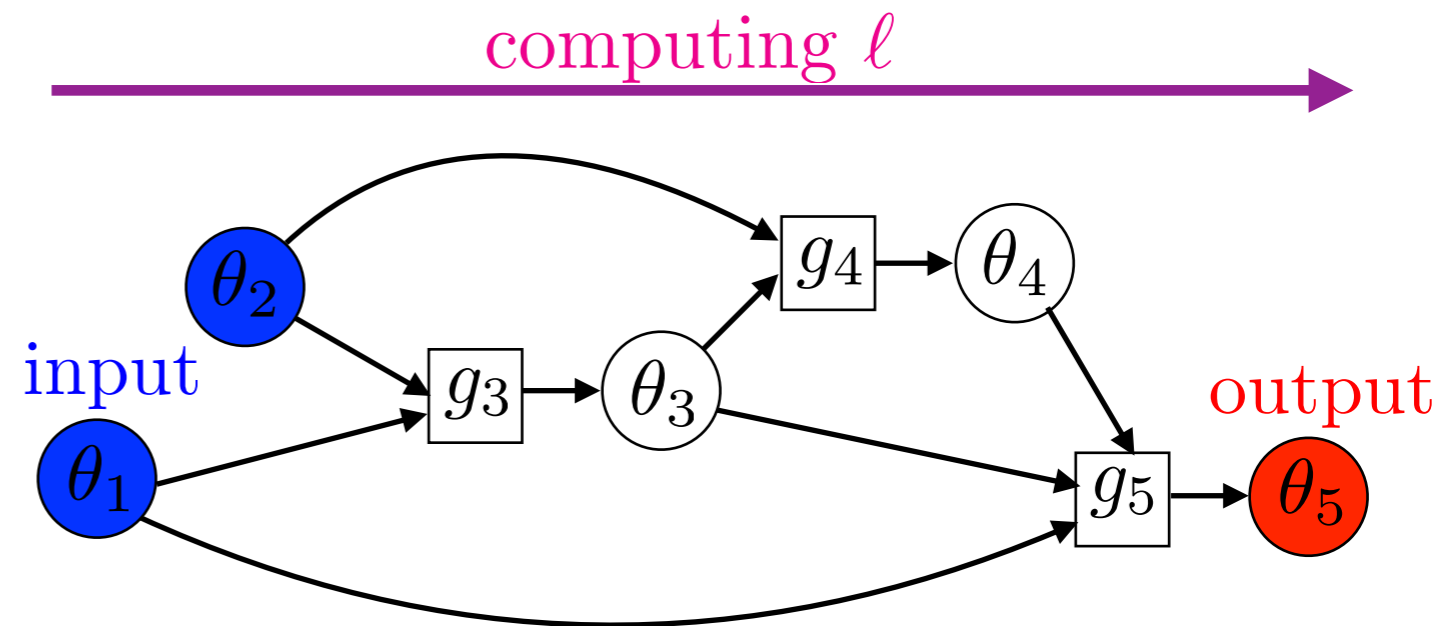 computing ℓ
θ₂
g₄
θ₄
input
g₃
θ₃
output
θ₁
g₅
θ₅